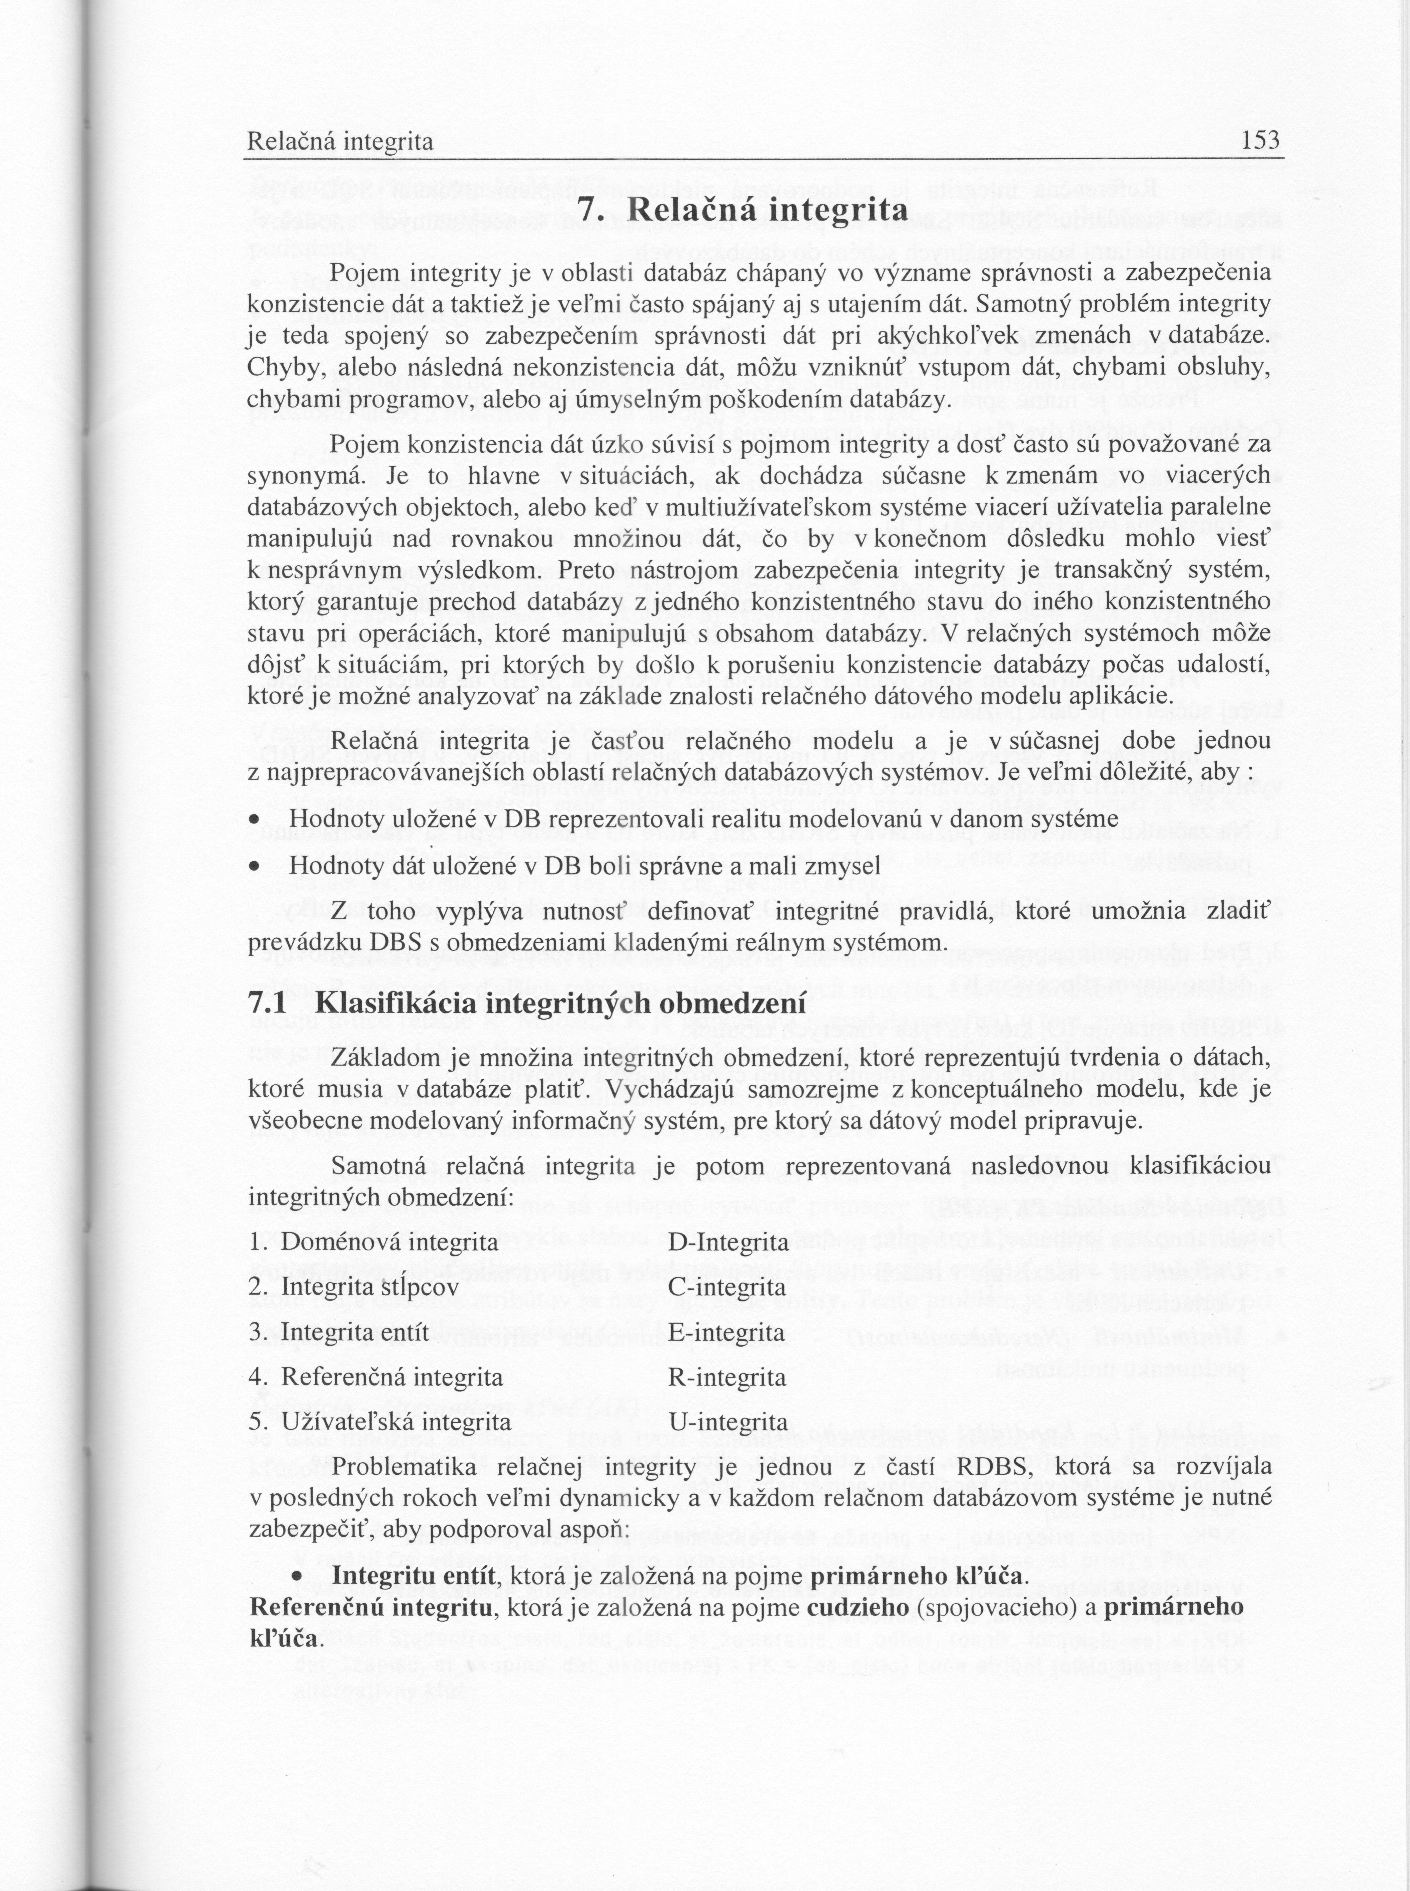 Relačná integrita 153
7. Relačná integrita
Pojem integrity je v oblasti databáz chápaný vo význame správnosti a zabezpečenia
konzistencie dát a taktiež je veľmi často spájaný aj s utajením dát. Samotný problém integrity
je teda spojený so zabezpečením správnosti dát pri akýchkoľvek zmenách v databáze.
Chyby, alebo následná nekonzistencia dát, môžu vzniknúť vstupom dát, chybami obsluhy,
chybami programov, alebo aj úmyselným poškodením databázy.
Pojem konzistencia dát úzko súvisí s pojmom integrity a dosť často sú považované za
synonymá. Je to hlavne v situáciách, ak dochádza súčasne k zmenám vo viacerých
databázových objektoch, alebo keď v multiužívateľskom systéme viacerí užívatelia paralelne
manipulujú nad rovnakou množinou dát, čo by v konečnom dôsledku mohlo viesť
k nesprávnym výsledkom. Preto nástrojom zabezpečenia integrity je transakčný systém,
ktorý garantuje prechod databázy z jedného konzistentného stavu do iného konzistentného
stavu pri operáciách, ktoré manipulujú s obsahom databázy. V relačných systémoch môže
dôjsť k situáciám, pri ktorých by došlo k porušeniu konzistencie databázy počas udalostí,
ktoré je možné analyzovať na základe znalosti relačného dátového modelu aplikácie.
Relačná integrita je časťou relačného modelu a je v súčasnej dobe jednou
z najprepracovávanejších oblastí relačných databázových systémov. Je veľmi dôležité, aby :
• Hodnoty uložené v DB reprezentovali realitu modelovanú v danom systéme
• Hodnoty dát uložené v DB boli správne a mali zmysel
Z toho vyplýva nutnosť definovať integritné pravidlá, ktoré umožnia zladiť
prevádzku DBS s obmedzeniami kladenými reálnym systémom.
7.1 Klasifikácia integritných obmedzení
Základom je množina integritných obmedzení, ktoré reprezentujú tvrdenia o dátach,
ktoré musia v databáze platiť. Vychádzajú samozrejme z konceptuálneho modelu, kde je
všeobecne modelovaný informačný systém, pre ktorý sa dátový model pripravuje.
Samotná relačná integrita je potom reprezentovaná nasledovnou klasifikáciou
integritných obmedzení:
1. Doménová integrita D-Integrita
2. Integrita stĺpcov C-integrita
3. Integrita entít E-integrita
4. Referenčná integrita R-integrita
5. Užívateľská integrita U-integrita
Problematika relačnej integrity je jednou z častí RDBS, ktorá sa rozvíjala
v posledných rokoch veľmi dynamicky a v každom relačnom databázovom systéme je nutné
zabezpečiť, aby podporoval aspoň:
• Integritu entít, ktorá je založená na pojme primárneho kľúča.
Referenčnú integritu, ktorá je založená na pojme cudzieho (spojovacieho) a primárneho
kľúča.